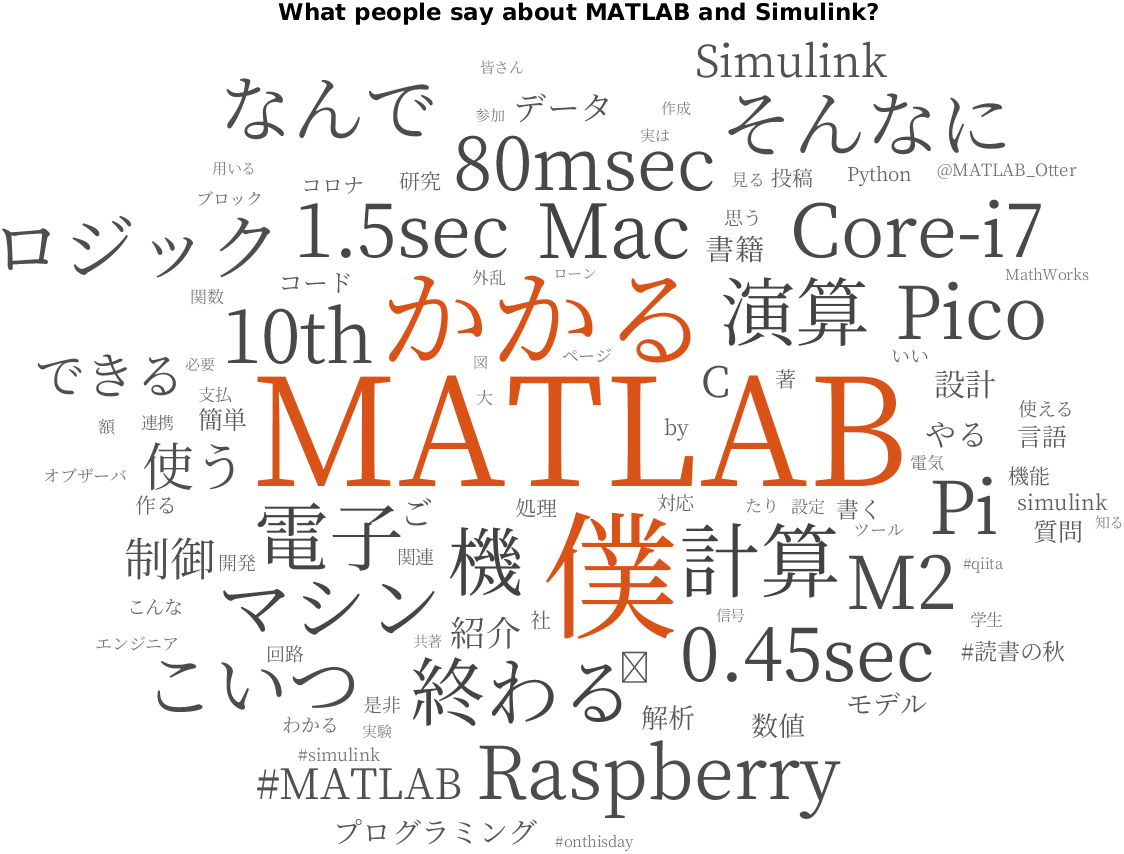 What people say about MATLAB and Simulink?
Simulink
皆さん
なんで
参加
データ
作成
そんなに
実は
80msec
用いる
コロナ
研究
見る
投稿
Python
@MATLAB_Otter
ブロック
ロジック
1.5sec
Mac
思う
書籍
Core-i7
コード
外乱
ローン
MathWorks
関数
10th
かかる
演算
Pico
できる
必要
図
ページ
いい
支払
大
C
著
設計
額
連携
簡単
MATLAB
by
使える
やる
言語
オブザーバ
使う
電気
機能
作る
処理
対応
たり
設定
書く
Pi
simulink
電子
ご
ツール
質問
知る
制御
開発
関連
機
僕
計算
M2
#qiita
こんな
マシン
紹介
社
信号
学生
エンジニア
回路
共著
0.45sec
#読書の秋
こいつ
終わる
是非
モデル
わかる
実験
解析
数値
#simulink
#MATLAB
Raspberry
プログラミング
#onthisday